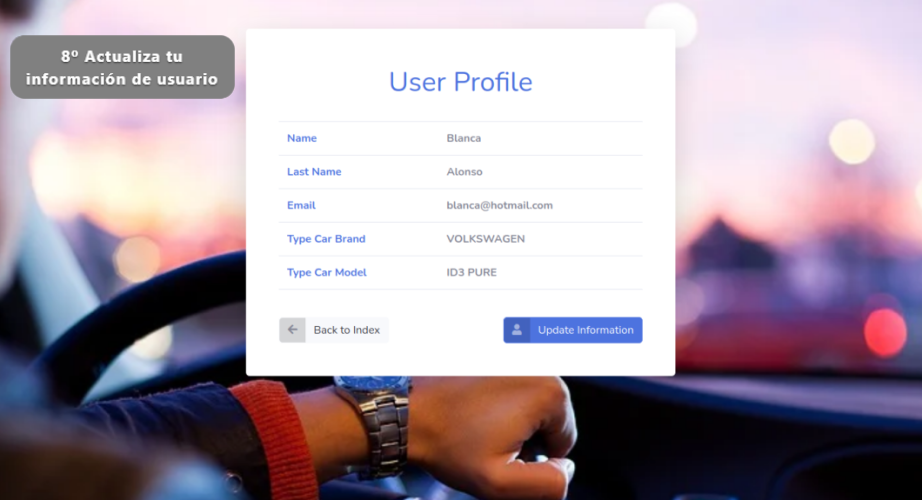 8º Actualiza tu
información de usuario
User Profile
Name Blanca
Last Name Alonso
Email blanca@hotmail.com
Type Car Brand VOLKSWAGEN
Type Car Model ID3 PURE
Back to Index Update Information